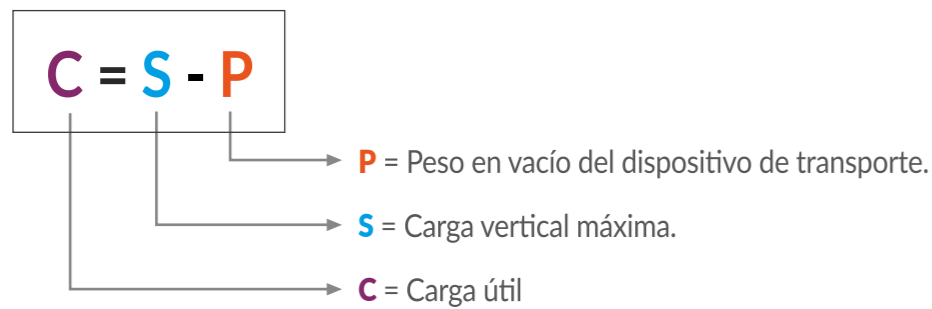 C = S - P
P = Peso en vacío del dispositivo de transporte.
S = Carga vertical máxima.
C = Carga útil